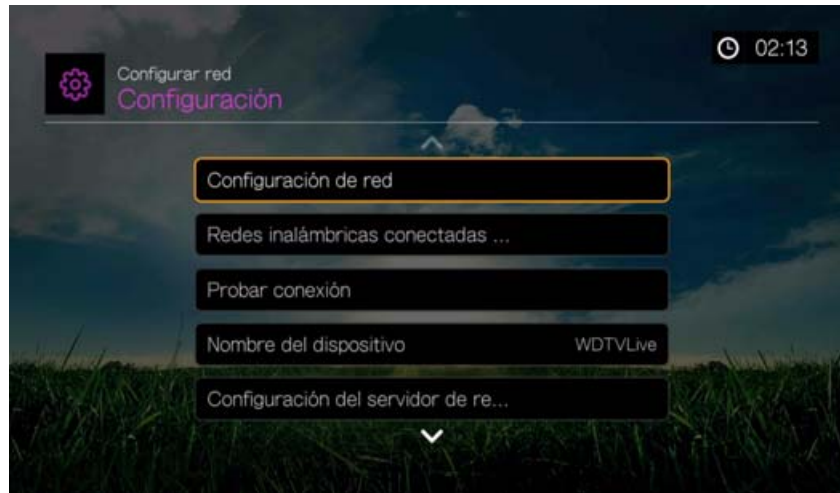 02:13
Configurar red
Configuración
Configuración de red
Redes inalámbricas conectadas ...
Probar conexión
Nombre del dispositivo WDTVLive
Configuración del servidor de re...